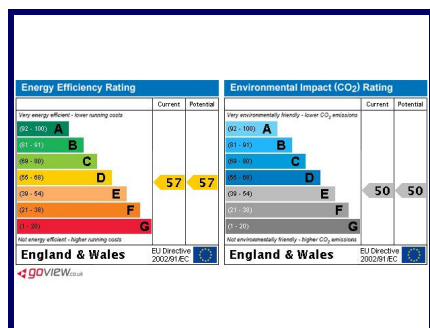 Energy Efficiency Rating
Current Potential
Very energy efficient - lower running costs
(92 - 100) A
(81 - 91) B
(69 - 80) C
(55 - 68) D
(39 - 54) E
(21 - 38) F
(1 - 20) G
57 57
Not energy efficient - higher running costs
England & Wales
EU Directive
2002/91/EC
Environmental Impact (CO2) Rating
Current Potential
Very environmentally friendly - lower CO2 emissions
(92 - 100) A
(81 - 91) B
(69 - 80) C
(55 - 68) D
(39 - 54) E
(21 - 38) F
(1 - 20) G
50 50
Not environmentally friendly - higher CO2 emissions
England & Wales
EU Directive
2002/91/EC
goview.co.uk